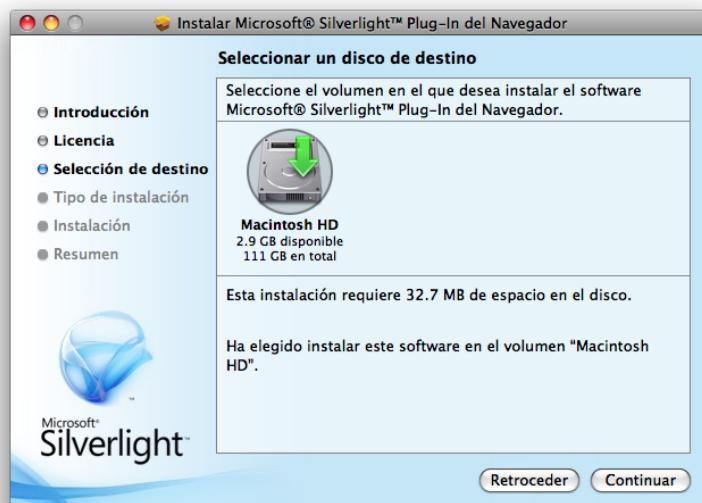 Instalar Microsoft® Silverlight™ Plug-In del Navegador
Seleccionar un disco de destino
Introducción
Licencia
Selección de destino
Tipo de instalación
Instalación
Resumen
Seleccione el volumen en el que desea instalar el software
Microsoft® Silverlight™ Plug-In del Navegador.
Macintosh HD
2.9 GB disponible
111 GB en total
Esta instalación requiere 32.7 MB de espacio en el disco.
Ha elegido instalar este software en el volumen “Macintosh
HD”.
Microsoft®
Silverlight™
Retroceder
Continuar